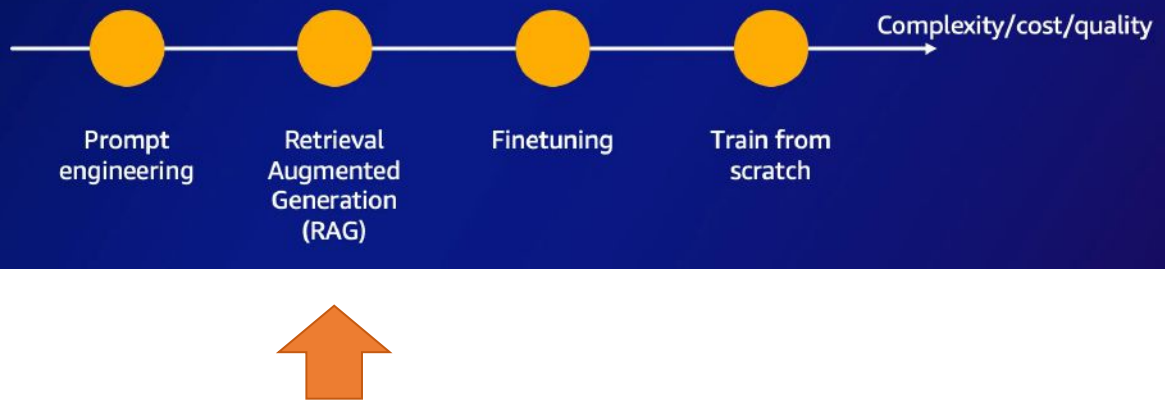 Complexity/cost/quality
Prompt
engineering
Retrieval
Augmented
Generation
(RAG)
Finetuning
Train from
scratch